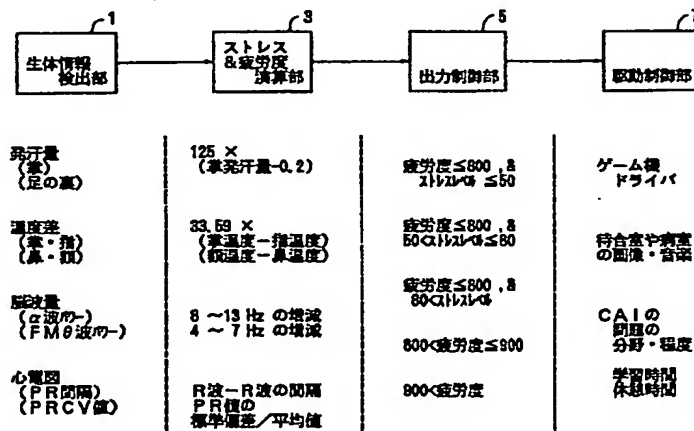 1
3
5
7
生体情報
検出部
ストレス
&疲労度
演算部
出力制御部
駆動制御部
発汗量
(掌)
(足の裏)
温度差
(掌・指)
(鼻・額)
脳波量
(α波パワー)
(FMθ波パワー)
心電図
(PR間隔)
(PRCV値)
125 ×
(掌発汗量-0.2)
33.59 ×
(掌温度-指温度)
(額温度-鼻温度)
8 ~13 Hz の増減
4 ~ 7 Hz の増減
R波-R波の間隔
PR値の
標準偏差/平均値
疲労度≤800 ,&
ストレスレベル ≤50
疲労度≤800 ,&
50<ストレスレベル≤80
疲労度≤800 ,&
80<ストレスレベル
800<疲労度≤900
900<疲労度
ゲーム機
ドライバ
待合室や病室
の画像・音楽
CAIの
問題の
分野・程度
学習時間
休憩時間